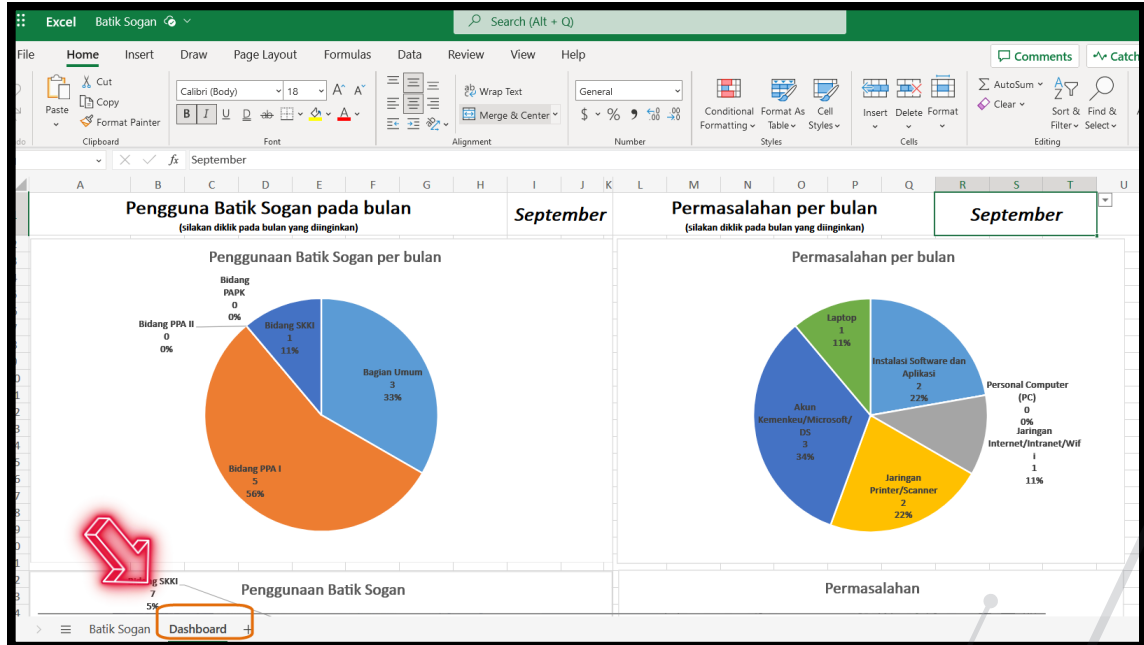 Excel Batik Sogan
Search (Alt + Q)
File Home Insert Draw Page Layout Formulas Data Review View Help
Comments Catch
Paste
Cut
Copy
Format Painter
Clipboard
Calibri (Body) 18 A^ A˅
B I U D ab A
Font
Wrap Text
Merge & Center
Alignment
General
$ % 9 .00
Number
Conditional Formatting
Format As Table
Cell Styles
Styles
Insert Delete Format
Cells
AutoSum
Clear
Sort & Filter
Find & Select
Editing
fx September
A B C D E F G H I J K L M N O P Q R S T U
Pengguna Batik Sogan pada bulan
(silakan diklik pada bulan yang diinginkan)
September
Permasalahan per bulan
(silakan diklik pada bulan yang diinginkan)
September
Penggunaan Batik Sogan per bulan
Bidang
PAPK
0
0%
Bidang PPA II
0
0%
Bidang SKKI
1
11%
Bagian Umum
3
33%
Bidang PPA I
5
56%
Permasalahan per bulan
Laptop
1
11%
Instalasi Software dan
Aplikasi
2
22%
Personal Computer
(PC)
0
0%
Jaringan
Internet/Intranet/Wif
i
1
11%
Akun
Kemenkeu/Microsoft/
DS
3
34%
Jaringan
Printer/Scanner
2
22%
SKKI
7
5%
Penggunaan Batik Sogan
Permasalahan
Batik Sogan Dashboard +